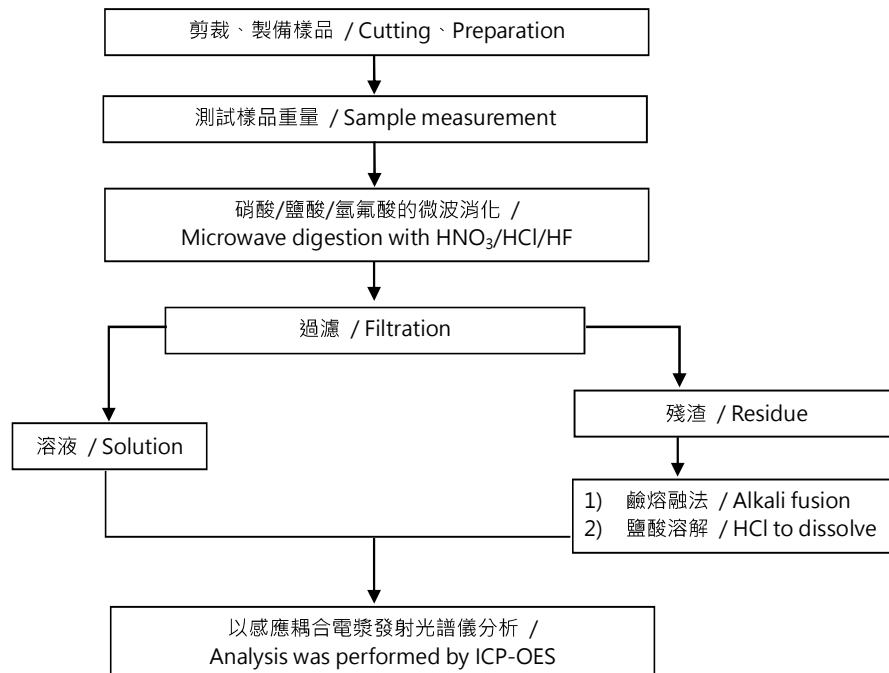 剪裁、製備樣品 / Cutting、Preparation
測試樣品重量 / Sample measurement
硝酸/鹽酸/氫氟酸的微波消化 /
Microwave digestion with HNO₃/HCl/HF
過濾 / Filtration
溶液 / Solution
殘渣 / Residue
1) 鹼熔融法 / Alkali fusion
2) 鹽酸溶解 / HCl to dissolve
以感應耦合電漿發射光譜儀分析 /
Analysis was performed by ICP-OES